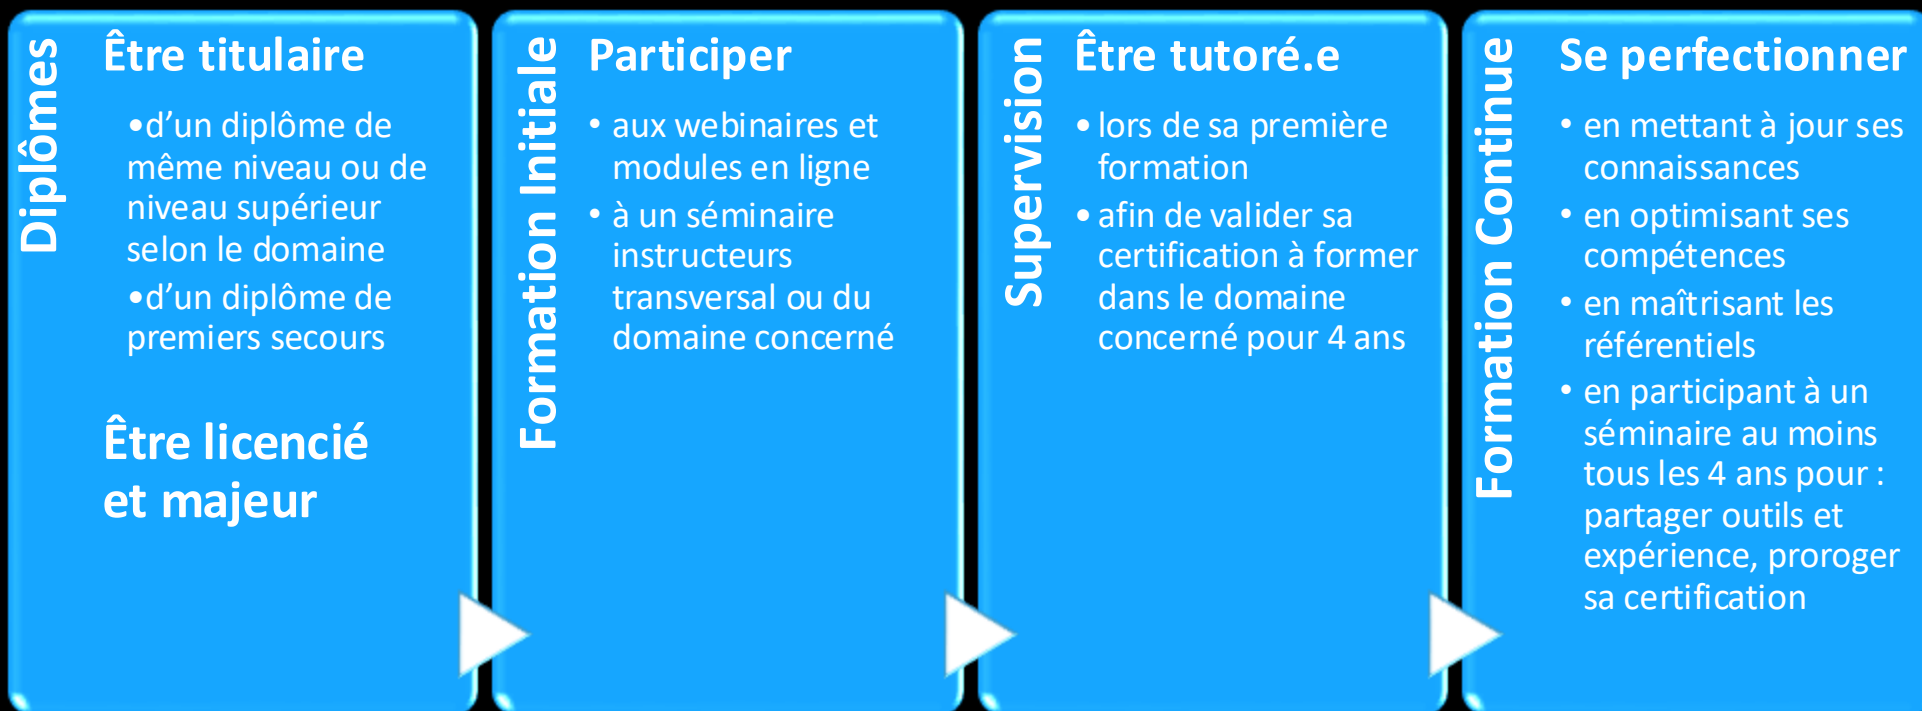 Diplômes
Être titulaire
•d’un diplôme de
même niveau ou de
niveau supérieur
selon le domaine
•d’un diplôme de
premiers secours
Être licencié
et majeur
Formation Initiale
Participer
• aux webinaires et
modules en ligne
• à un séminaire
instructeurs
transversal ou du
domaine concerné
Supervision
Être tutoré.e
• lors de sa première
formation
• afin de valider sa
certification à former
dans le domaine
concerné pour 4 ans
Formation Continue
Se perfectionner
• en mettant à jour ses
connaissances
• en optimisant ses
compétences
• en maîtrisant les
référentiels
• en participant à un
séminaire au moins
tous les 4 ans pour :
partager outils et
expérience, proroger
sa certification